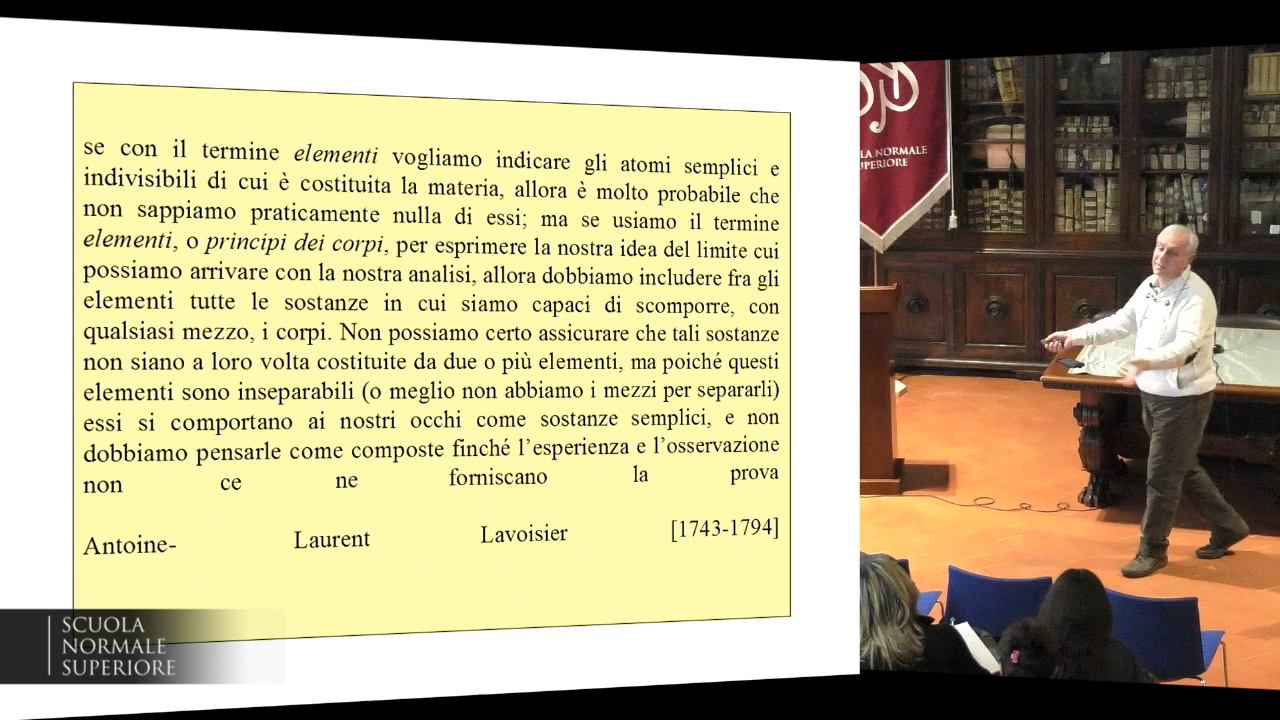 se con il termine elementi vogliamo indicare gli atomi semplici e
indivisibili di cui è costituita la materia, allora è molto probabile che
non sappiamo praticamente nulla di essi; ma se usiamo il termine
elementi, o principi dei corpi, per esprimere la nostra idea del limite cui
possiamo arrivare con la nostra analisi, allora dobbiamo includere fra gli
elementi tutte le sostanze in cui siamo capaci di scomporre, con
qualsiasi mezzo, i corpi. Non possiamo certo assicurare che tali sostanze
non siano a loro volta costituite da due o più elementi, ma poiché questi
elementi sono inseparabili (o meglio non abbiamo i mezzi per separarli)
essi si comportano ai nostri occhi come sostanze semplici, e non
dobbiamo pensarle come composte finché l'esperienza e l'osservazione
non ce ne forniscano la prova
Antoine- Laurent Lavoisier [1743-1794]
SCUOLA
NORMALE
SUPERIORE
LA NORMALE
SUPERIORE